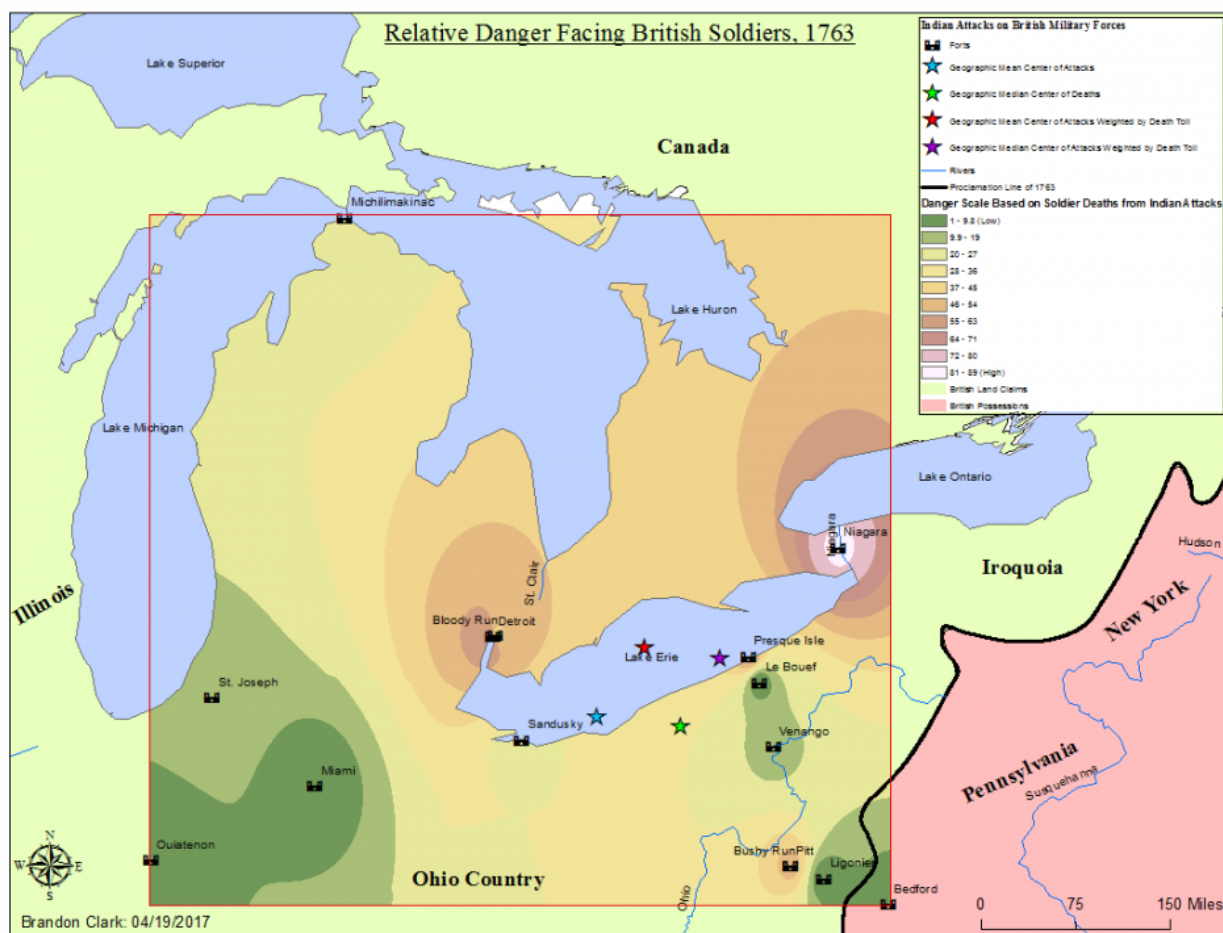 Relative Danger Facing British Soldiers, 1763
Indian Attacks on British Military Forces
Forts
Geographic Mean Center of Attacks
Geographic Median Center of Deaths
Geographic Mean Center of Attacks Weighted by Death Toll
Geographic Median Center of Attacks Weighted by Death Toll
Rivers
Proclamation Line of 1763
Danger Scale Based on Soldier Deaths from Indian Attacks
1 - 9.8 (Low)
9.9 - 19
20 - 27
28 - 36
37 - 45
46 - 54
55 - 63
64 - 71
72 - 80
81 - 89 (High)
British Land Claims
British Possessions
Lake Superior
Canada
Michilimakinac
Lake Huron
Lake Michigan
Lake Ontario
Niagara
Niagara
Hudson
Iroquoia
Illinois
St. Clair
New York
Bloody Run
Detroit
Lake Erie
Presque Isle
Le Bouef
St. Joseph
Sandusky
Venango
Miami
Pennsylvania
Susquehanna
Ouiatenon
Bushy Run
Pitt
Ligonier
Ohio Country
Ohio
Bedford
N
W
E
S
0 75 150 Miles
Brandon Clark: 04/19/2017